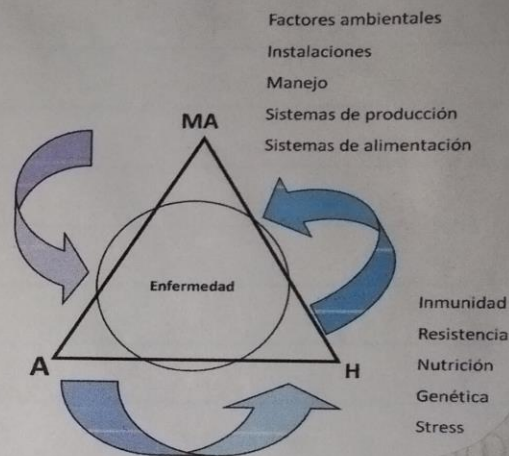 Factores ambientales
Instalaciones
Manejo
Sistemas de producción
Sistemas de alimentación
MA
Enfermedad
A
H
Inmunidad
Resistencia
Nutrición
Genética
Stress